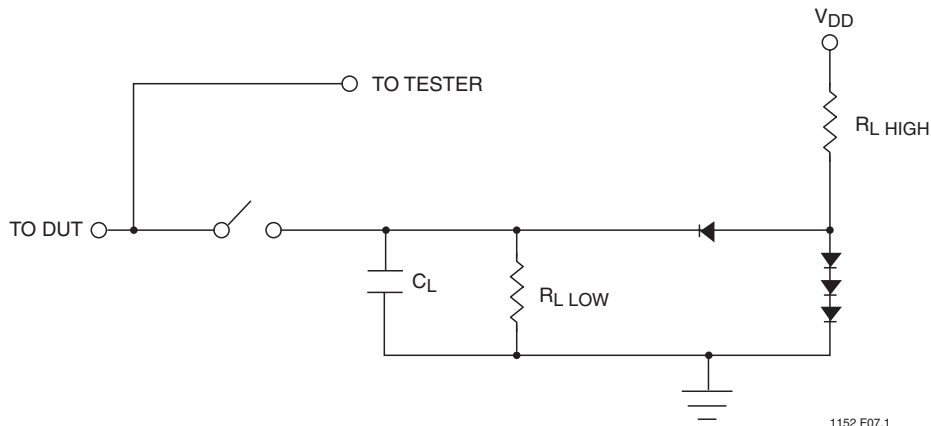 VDD
TO TESTER
RL HIGH
TO DUT
CL
RL LOW
1152 F07.1